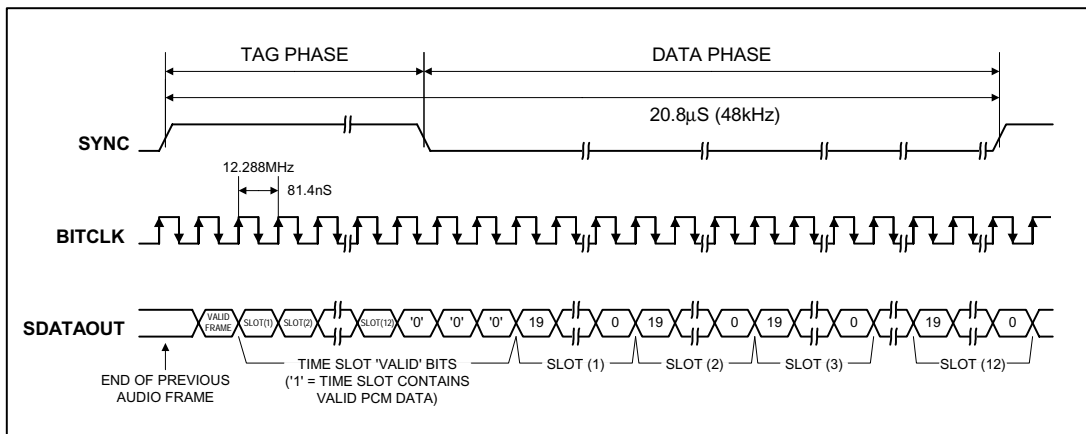 TAG PHASE
DATA PHASE
20.8µS (48kHz)
SYNC
12.288MHz
81.4nS
BITCLK
SDATAOUT
VALID
FRAME
SLOT(1)
SLOT(2)
SLOT(12)
'0'
'0'
'0'
19
0
19
0
19
0
19
0
END OF PREVIOUS
AUDIO FRAME
TIME SLOT 'VALID' BITS
('1' = TIME SLOT CONTAINS
VALID PCM DATA)
SLOT (1)
SLOT (2)
SLOT (3)
SLOT (12)